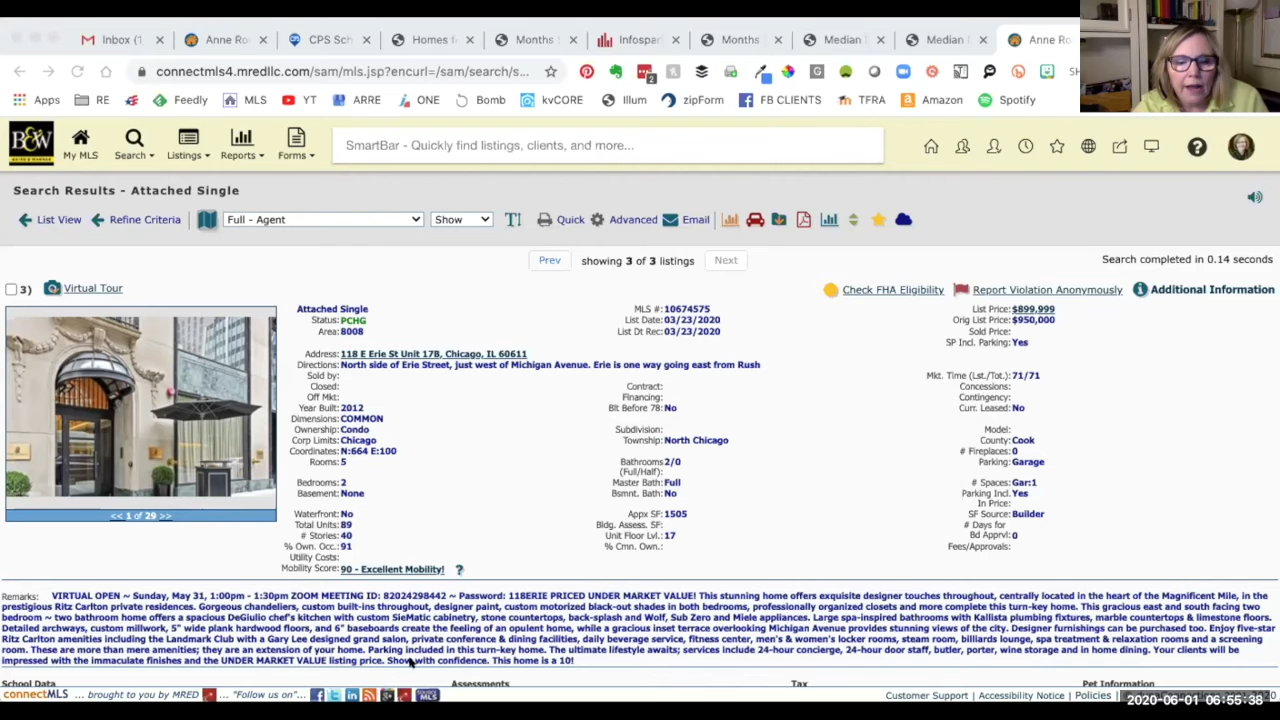 Inbox (1
Anne Ro
CPS Sch
Homes f
Months
Infospar
Months
Median
Median
Anne Ro
connectmls4.mredllc.com/sam/mls.jsp?encurl=/sam/search/s...
Apps RE Feedly MLS YT ARRE ONE Bomb kvCORE Illum zipForm FB CLIENTS TFRA Amazon Spotify
B&W
My MLS Search Listings Reports Forms
SmartBar - Quickly find listings, clients, and more...
Search Results - Attached Single
List View Refine Criteria Full - Agent Show Quick Advanced Email
Prev showing 3 of 3 listings Next Search completed in 0.14 seconds
3) Virtual Tour Check FHA Eligibility Report Violation Anonymously Additional Information
Attached Single MLS #: 10674575 List Price: $899,999
Status: PCHG List Date: 03/23/2020 Orig List Price: $950,000
Area: 8008 List Dt Rec: 03/23/2020 Sold Price:
SP Incl. Parking: Yes
Address: 118 E Erie St Unit 17B, Chicago, IL 60611
Directions: North side of Erie Street, just west of Michigan Avenue. Erie is one way going east from Rush
Sold by: Mkt. Time (Lst./Tot.): 71/71
Closed: Contract: Concessions:
Off Mkt: Financing: Contingency:
Year Built: 2012 Blt Before 78: No Curr. Leased: No
Dimensions: COMMON
Ownership: Condo Subdivision: Model:
Corp Limits: Chicago Township: North Chicago County: Cook
Coordinates: N:664 E:100 # Fireplaces: 0
Rooms: 5 Bathrooms 2/0 Parking: Garage
(Full/Half):
Bedrooms: 2 Master Bath: Full # Spaces: Gar:1
Basement: None Bsmnt. Bath: No Parking Incl. Yes
In Price:
Waterfront: No Appx SF: 1505 SF Source: Builder
Total Units: 89 Bldg. Assess. SF: # Days for
# Stories: 40 Unit Floor Lvl.: 17 Bd Apprvl: 0
% Own. Occ.: 91 % Cmn. Own.: Fees/Approvals:
Utility Costs:
Mobility Score: 90 - Excellent Mobility! ?
<< 1 of 29 >>
Remarks: VIRTUAL OPEN ~ Sunday, May 31, 1:00pm - 1:30pm ZOOM MEETING ID: 82024298442 ~ Password: 118ERIE PRICED UNDER MARKET VALUE! This stunning home offers exquisite designer touches throughout, centrally located in the heart of the Magnificent Mile, in the
prestigious Ritz Carlton private residences. Gorgeous chandeliers, custom built-ins throughout, designer paint, custom motorized black-out shades in both bedrooms, professionally organized closets and more complete this turn-key home. This gracious east and south facing two
bedroom ~ two bathroom home offers a spacious DeGiulio chef's kitchen with custom SieMatic cabinetry, stone countertops, back-splash and Wolf, Sub Zero and Miele appliances. Large spa-inspired bathrooms with Kallista plumbing fixtures, marble countertops & limestone floors.
Detailed archways, custom millwork, 5" wide plank hardwood floors, and 6" baseboards create the feeling of an opulent home, while a gracious inset terrace overlooking Michigan Avenue provides stunning views of the city. Designer furnishings can be purchased too. Enjoy five-star
Ritz Carlton amenities including the Landmark Club with a Gary Lee designed grand salon, private conference & dining facilities, daily beverage service, fitness center, men's & women's locker rooms, steam room, billiards lounge, spa treatment & relaxation rooms and a screening
room. These are more than mere amenities; they are an extension of your home. Parking included in this turn-key home. The ultimate lifestyle awaits; services include 24-hour concierge, 24-hour door staff, butler, porter, wine storage and in home dining. Your clients will be
impressed with the immaculate finishes and the UNDER MARKET VALUE listing price. Show with confidence. This home is a 10!
School Data Assessments Tax Pet Information
connectMLS ... brought to you by MRED ... "Follow us on"... Customer Support | Accessibility Notice | Policies |
2020-06-01 06:55:38